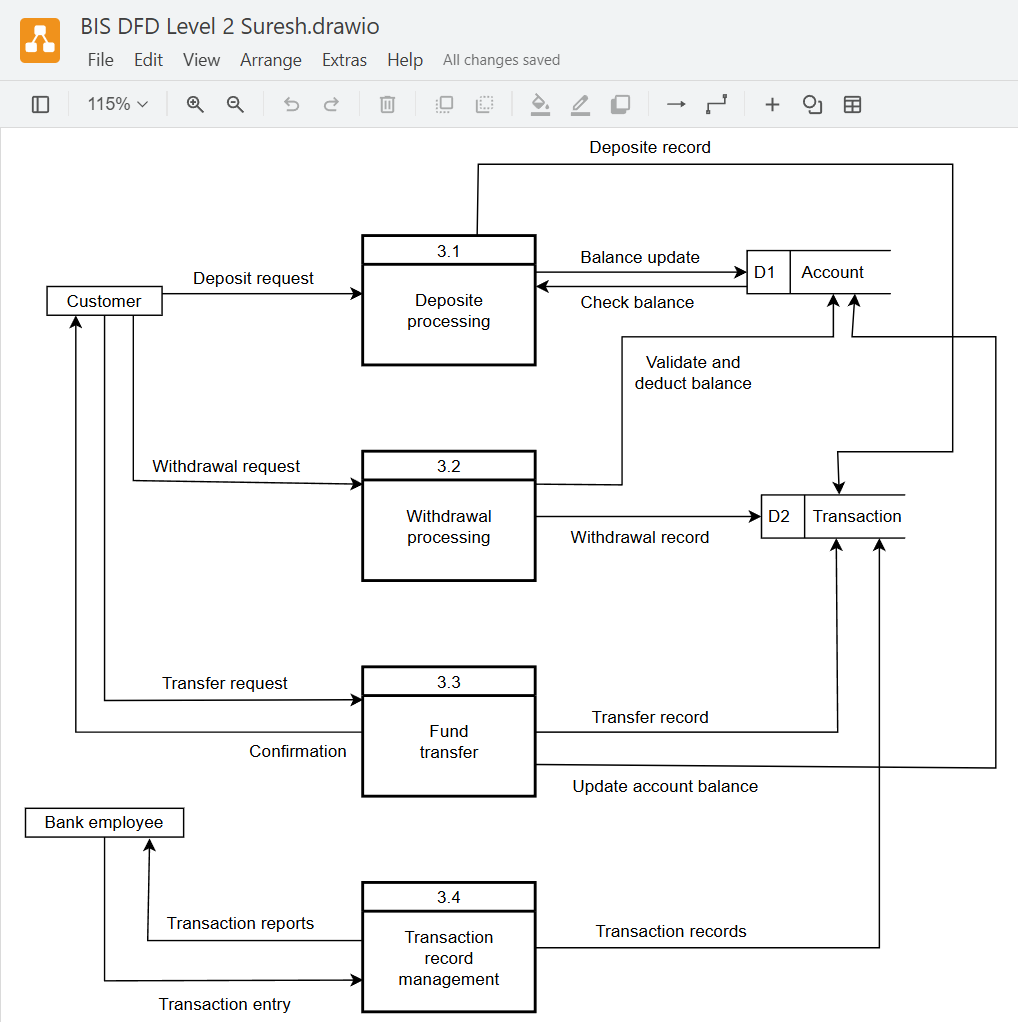 BIS DFD Level 2 Suresh.drawio
File Edit View Arrange Extras Help All changes saved
115%
Deposite record
3.1
Deposite
processing
Balance update
Check balance
D1 Account
Deposit request
Customer
Validate and
deduct balance
Withdrawal request
3.2
Withdrawal
processing
Withdrawal record
D2 Transaction
Transfer request
3.3
Fund
transfer
Transfer record
Confirmation
Update account balance
Bank employee
3.4
Transaction
record
management
Transaction reports
Transaction records
Transaction entry